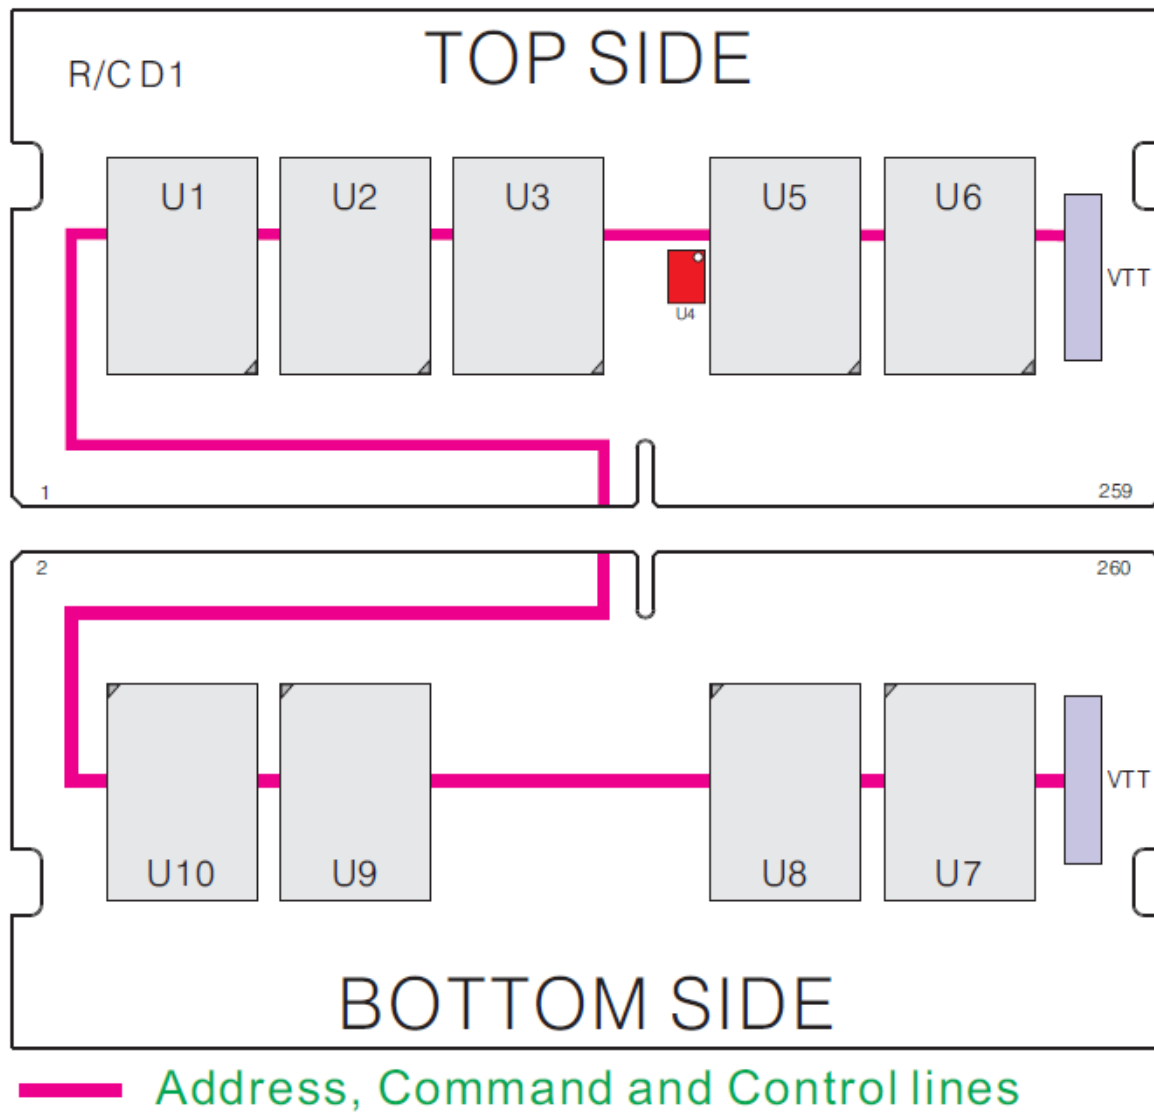 TOP SIDE
R/C D1
U1 U2 U3 U5 U6
VTT
U4
1 259
2 260
VTT
U10 U9 U8 U7
BOTTOM SIDE
Address, Command and Control lines